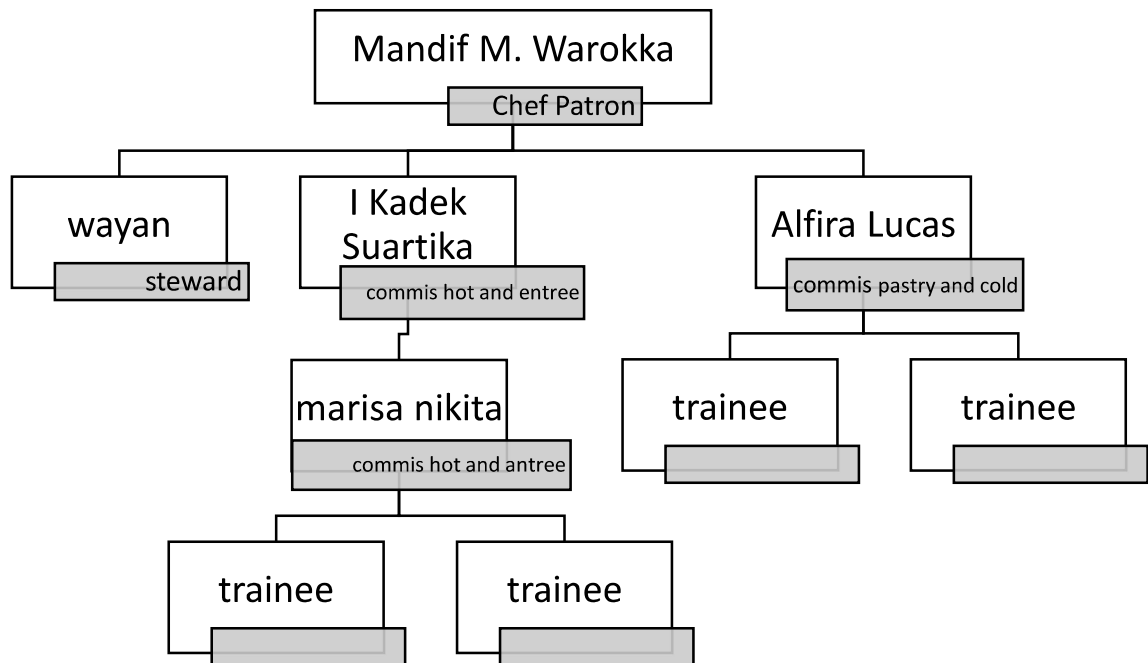 Mandif M. Warokka
Chef Patron
wayan
steward
I Kadek
Suartika
commis hot and entree
Alfira Lucas
commis pastry and cold
marisa nikita
commis hot and antree
trainee
trainee
trainee
trainee